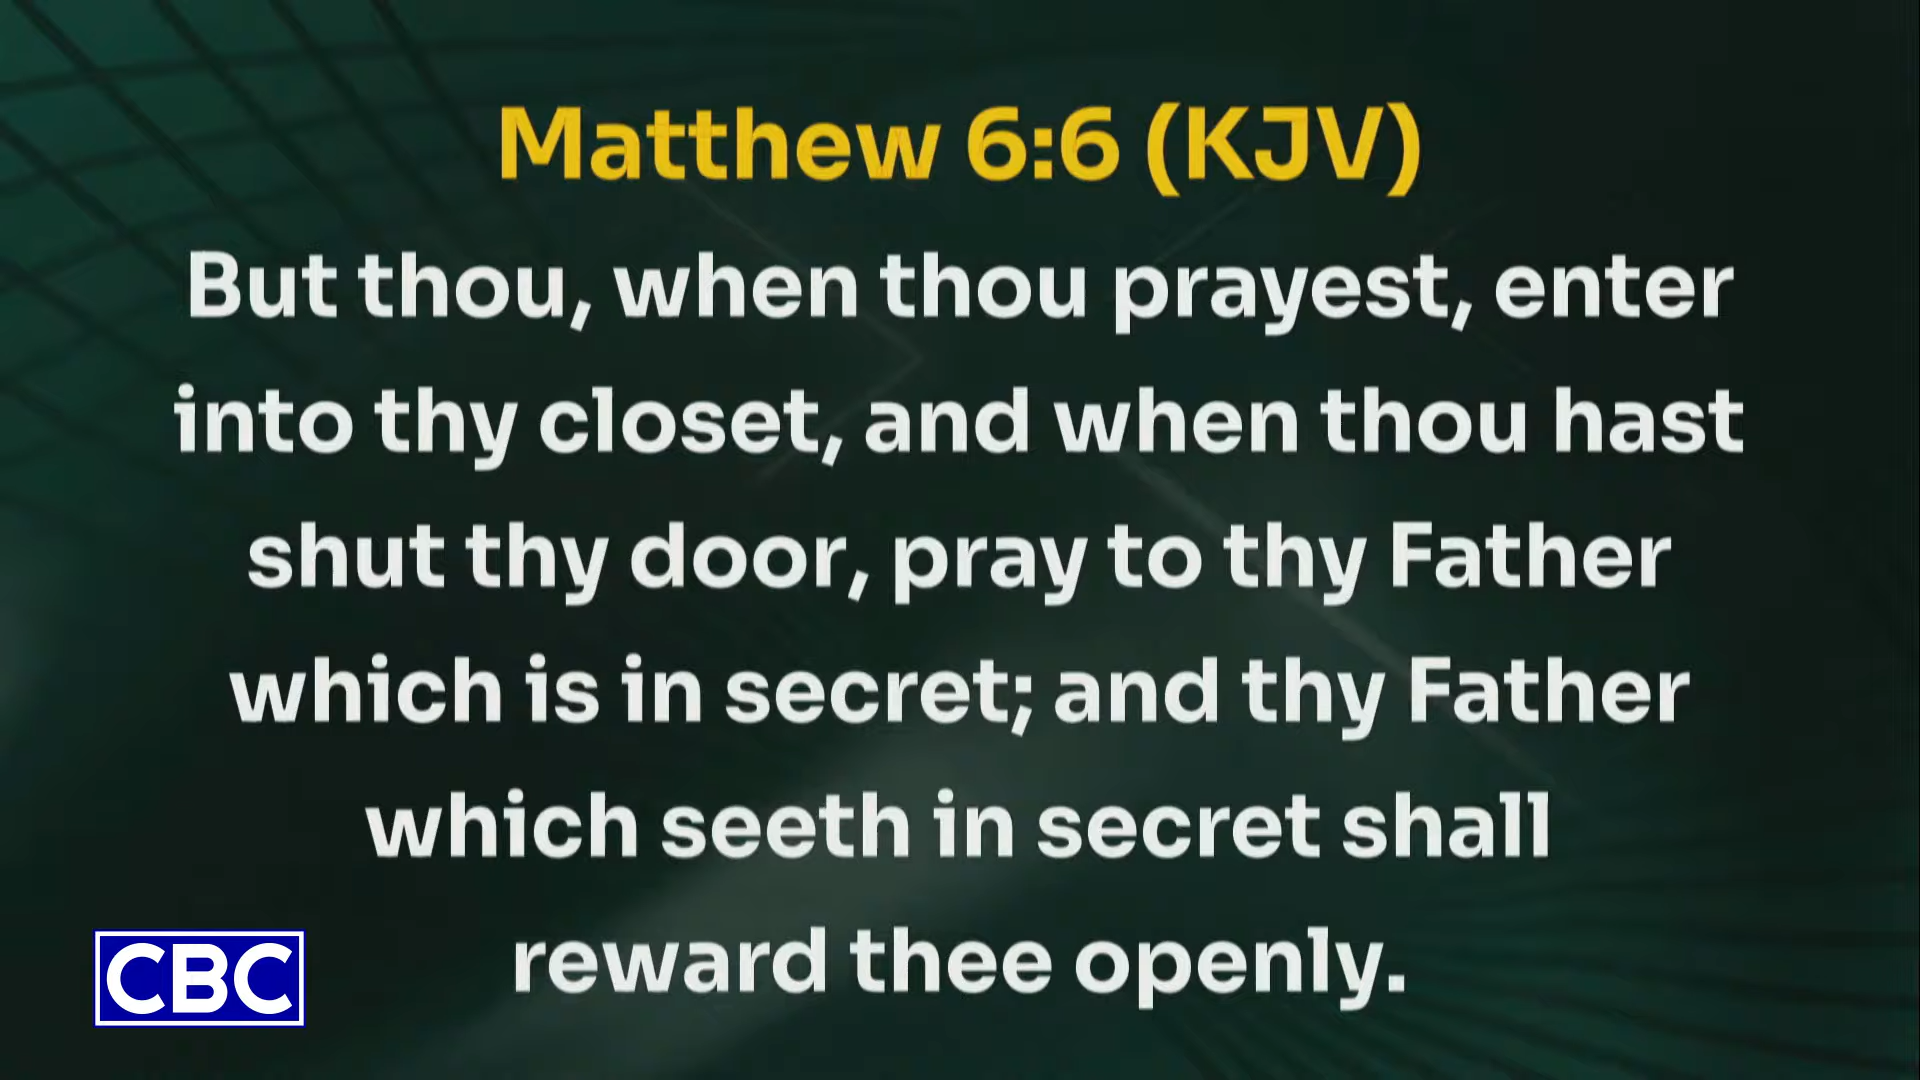 Matthew 6:6 (KJV)
But thou, when thou prayest, enter
into thy closet, and when thou hast
shut thy door, pray to thy Father
which is in secret; and thy Father
which seeth in secret shall
reward thee openly.
CBC